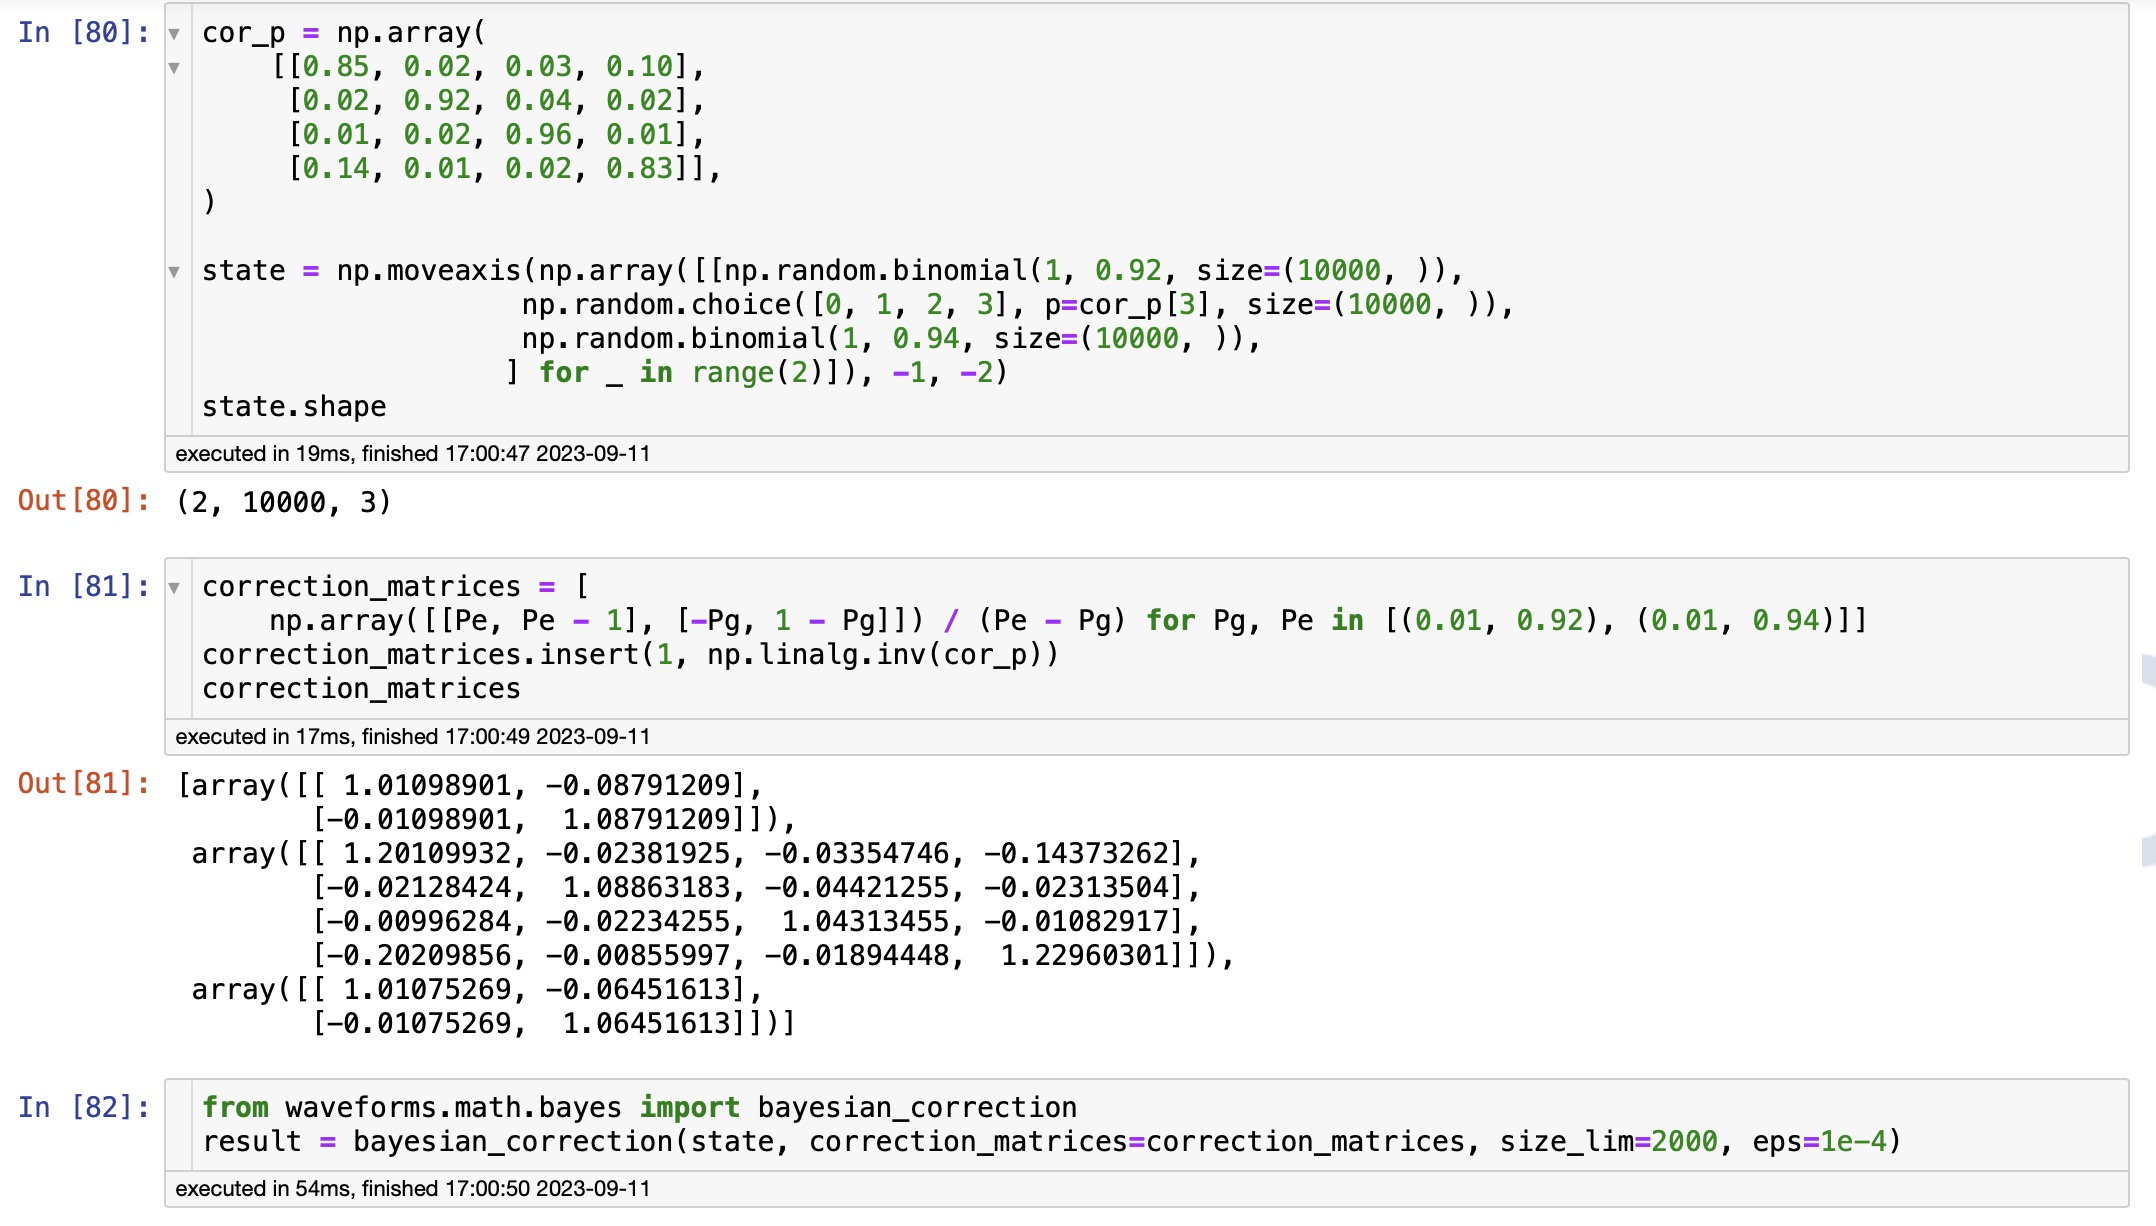 In [80]:
cor_p = np.array(
    [[0.85, 0.02, 0.03, 0.10],
     [0.02, 0.92, 0.04, 0.02],
     [0.01, 0.02, 0.96, 0.01],
     [0.14, 0.01, 0.02, 0.83]],
)
state = np.moveaxis(np.array([[np.random.binomial(1, 0.92, size=(10000, )),
                   np.random.choice([0, 1, 2, 3], p=cor_p[3], size=(10000, )),
                   np.random.binomial(1, 0.94, size=(10000, )),
                  ] for _ in range(2)]), -1, -2)
state.shape
executed in 19ms, finished 17:00:47 2023-09-11
Out[80]: (2, 10000, 3)
In [81]:
correction_matrices = [
    np.array([[Pe, Pe - 1], [-Pg, 1 - Pg]]) / (Pe - Pg) for Pg, Pe in [(0.01, 0.92), (0.01, 0.94)]]
correction_matrices.insert(1, np.linalg.inv(cor_p))
correction_matrices
executed in 17ms, finished 17:00:49 2023-09-11
Out[81]: [array([[ 1.01098901, -0.08791209],
        [-0.01098901,  1.08791209]]),
 array([[ 1.20109932, -0.02381925, -0.03354746, -0.14373262],
        [-0.02128424,  1.08863183, -0.04421255, -0.02313504],
        [-0.00996284, -0.02234255,  1.04313455, -0.01082917],
        [-0.20209856, -0.00855997, -0.01894448,  1.22960301]]),
 array([[ 1.01075269, -0.06451613],
        [-0.01075269,  1.06451613]])]
In [82]:
from waveforms.math.bayes import bayesian_correction
result = bayesian_correction(state, correction_matrices=correction_matrices, size_lim=2000, eps=1e-4)
executed in 54ms, finished 17:00:50 2023-09-11